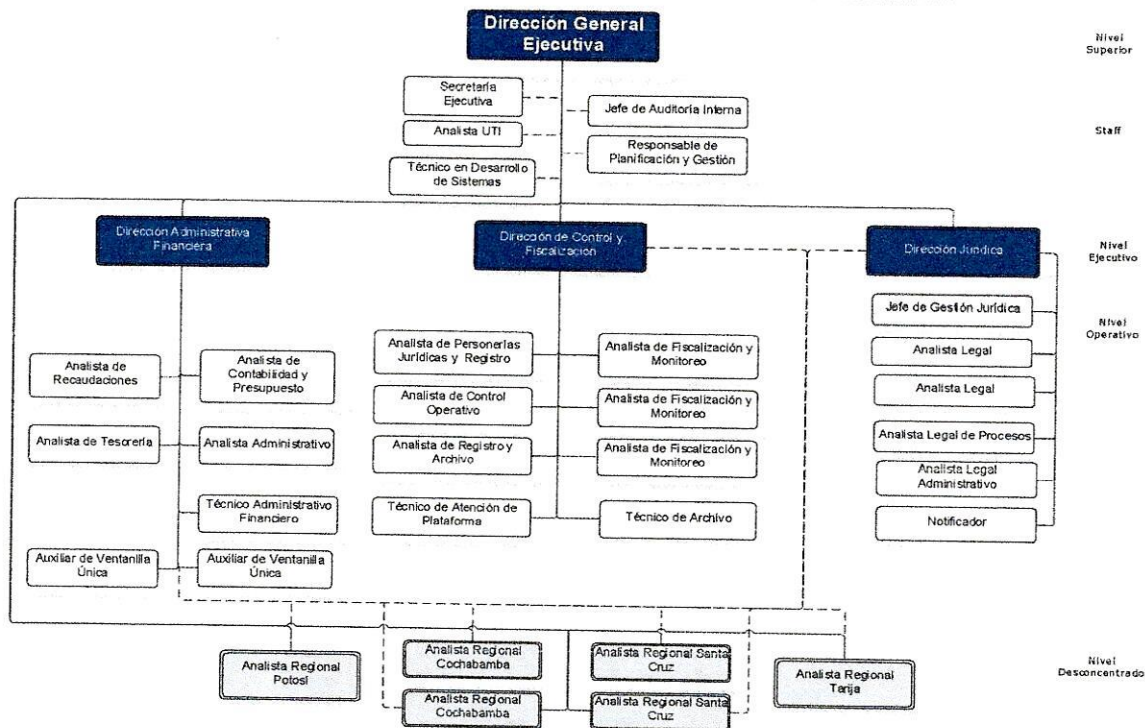 Dirección General
Ejecutiva
Nivel
Superior
Secretaría
Ejecutiva
Jefe de Auditoría Interna
Analista UTI
Staff
Responsable de
Planificación y Gestión
Técnico en Desarrollo
de Sistemas
Dirección Administrativa
Financiera
Dirección de Control y
Fiscalización
Dirección Jurídica
Nivel
Ejecutivo
Jefe de Gestión Jurídica
Nivel
Operativo
Analista de
Recaudaciones
Analista de
Contabilidad y
Presupuesto
Analista de Personerías
Jurídicas y Registro
Analista de Fiscalización y
Monitoreo
Analista Legal
Analista de Control
Operativo
Analista de Fiscalización y
Monitoreo
Analista Legal
Analista de Tesorería
Analista Administrativo
Analista de Registro y
Archivo
Analista de Fiscalización y
Monitoreo
Analista Legal de Procesos
Analista Legal
Administrativo
Técnico Administrativo
Financiero
Técnico de Atención de
Plataforma
Técnico de Archivo
Notificador
Auxiliar de Ventanilla
Única
Auxiliar de Ventanilla
Única
Analista Regional
Potosí
Analista Regional
Cochabamba
Analista Regional Santa
Cruz
Analista Regional
Tarija
Nivel
Desconcentrado
Analista Regional
Cochabamba
Analista Regional Santa
Cruz